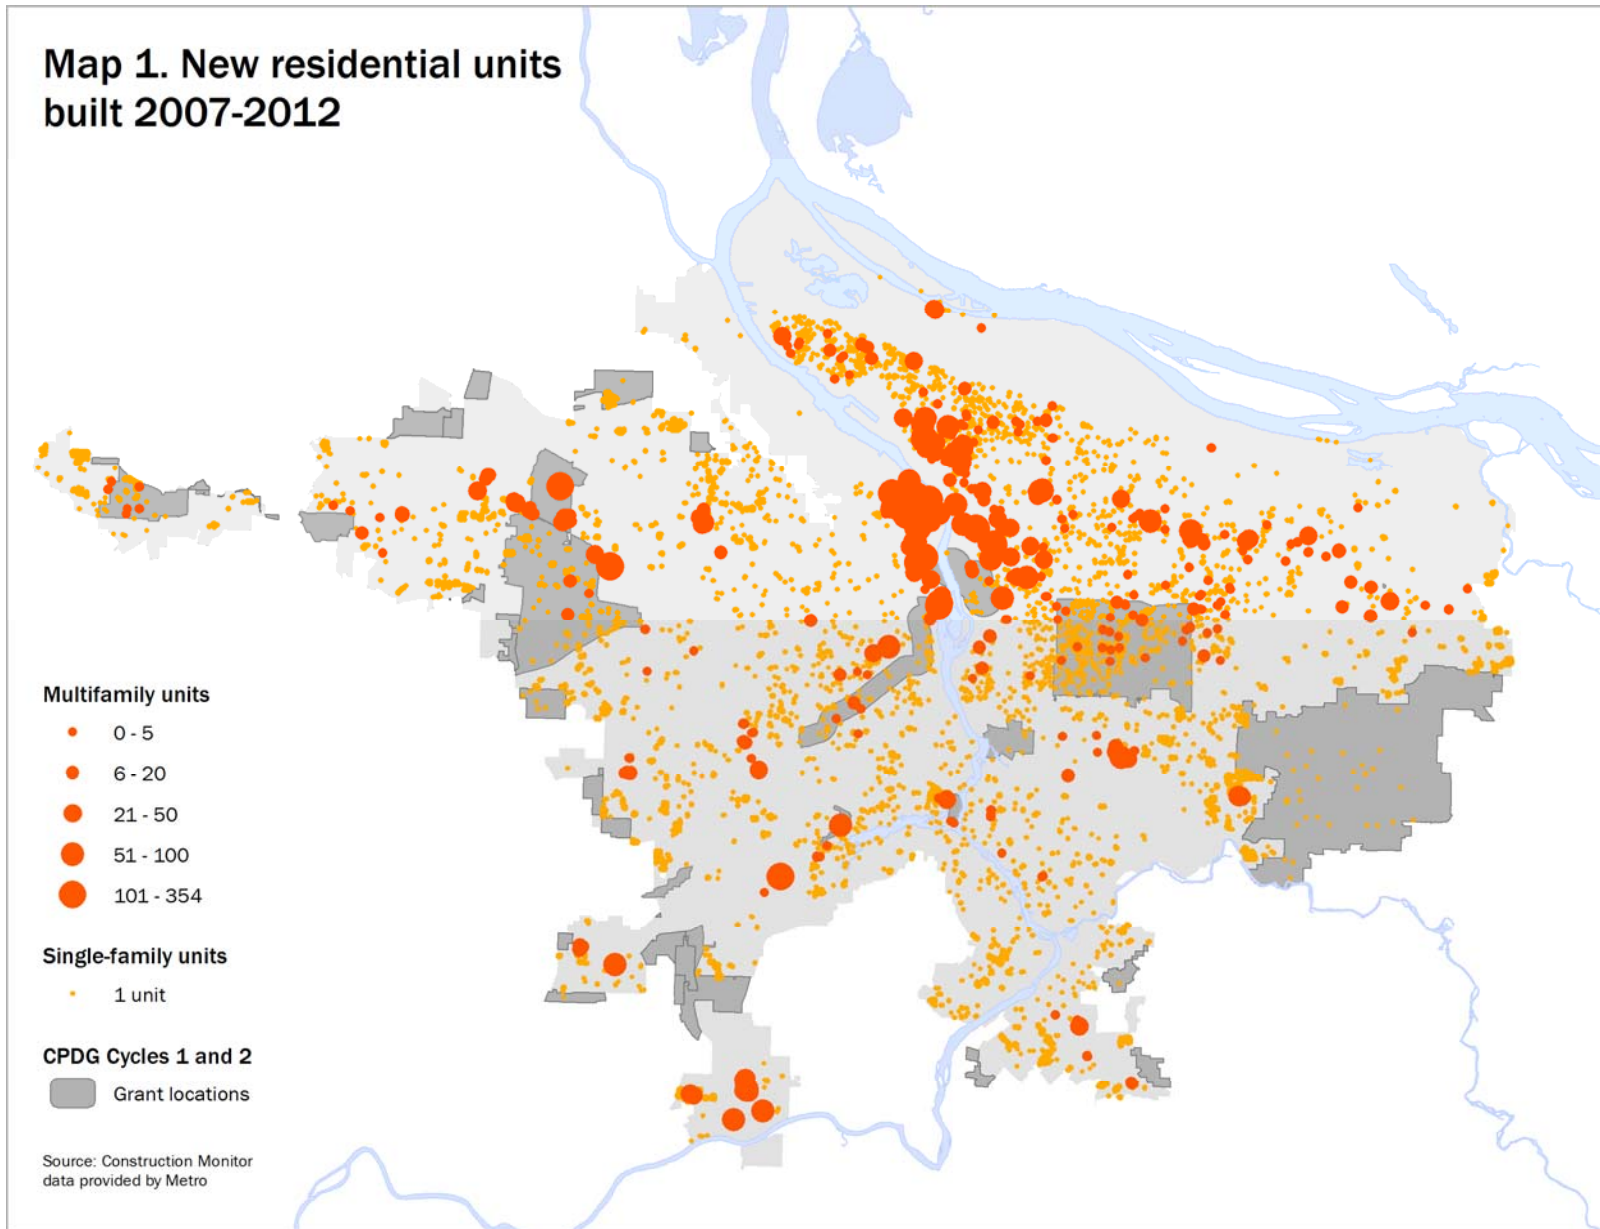 Map 1. New residential units
built 2007-2012
Multifamily units
0 - 5
6 - 20
21 - 50
51 - 100
101 - 354
Single-family units
1 unit
CPDG Cycles 1 and 2
Grant locations
Source: Construction Monitor
data provided by Metro